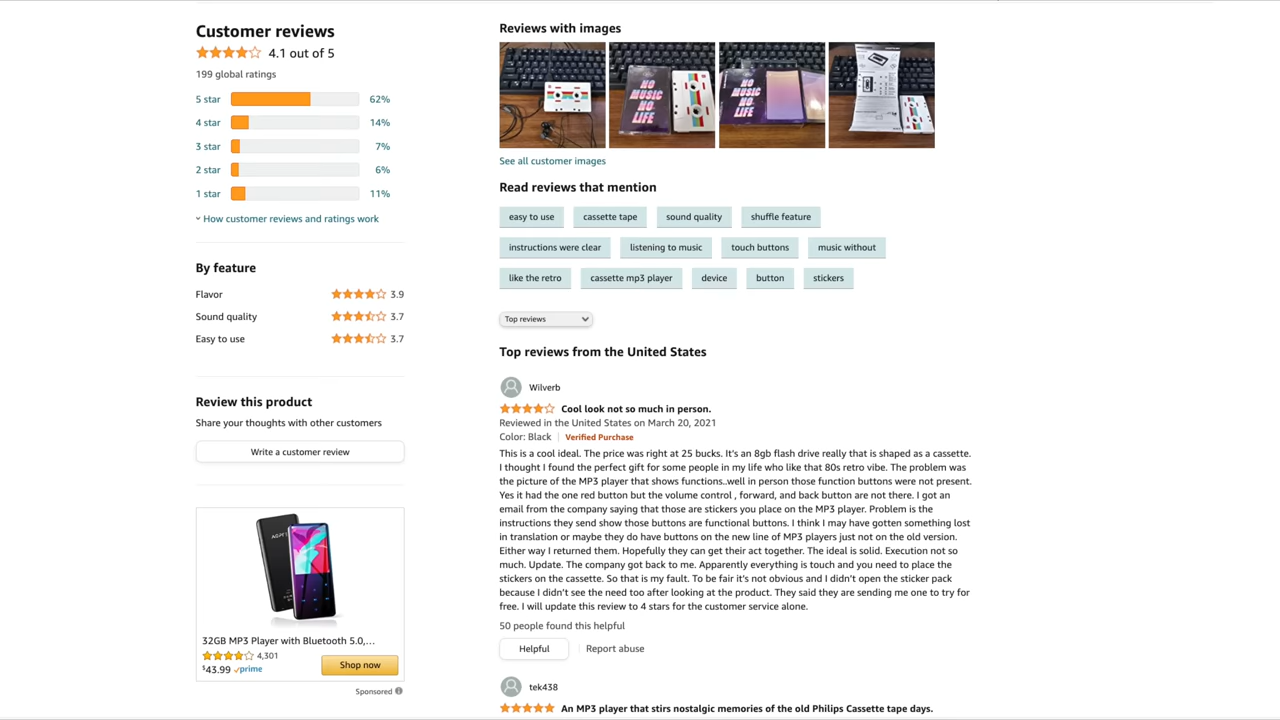 Customer reviews
4.1 out of 5
199 global ratings
5 star 62%
4 star 14%
3 star 7%
2 star 6%
1 star 11%
How customer reviews and ratings work
By feature
Flavor 3.9
Sound quality 3.7
Easy to use 3.7
Review this product
Share your thoughts with other customers
Write a customer review
32GB MP3 Player with Bluetooth 5.0,...
4,301
$43.99 prime
Shop now
Sponsored
Reviews with images
NO MUSIC NO. LIFE
NO MUSIC NO. LIFE
See all customer images
Read reviews that mention
easy to use cassette tape sound quality shuffle feature
instructions were clear listening to music touch buttons music without
like the retro cassette mp3 player device button stickers
Top reviews
Top reviews from the United States
Wilverb
Cool look not so much in person.
Reviewed in the United States on March 20, 2021
Color: Black Verified Purchase
This is a cool ideal. The price was right at 25 bucks. It's an 8gb flash drive really that is shaped as a cassette.
I thought I found the perfect gift for some people in my life who like that 80s retro vibe. The problem was
the picture of the MP3 player that shows functions..well in person those function buttons were not present.
Yes it had the one red button but the volume control , forward, and back button are not there. I got an
email from the company saying that those are stickers you place on the MP3 player. Problem is the
instructions they send show those buttons are functional buttons. I think I may have gotten something lost
in translation or maybe they do have buttons on the new line of MP3 players just not on the old version.
Either way I returned them. Hopefully they can get their act together. The ideal is solid. Execution not so
much. Update. The company got back to me. Apparently everything is touch and you need to place the
stickers on the cassette. So that is my fault. To be fair it's not obvious and I didn't open the sticker pack
because I didn't see the need too after looking at the product. They said they are sending me one to try for
free. I will update this review to 4 stars for the customer service alone.
50 people found this helpful
Helpful Report abuse
tek438
An MP3 player that stirs nostalgic memories of the old Philips Cassette tape days.